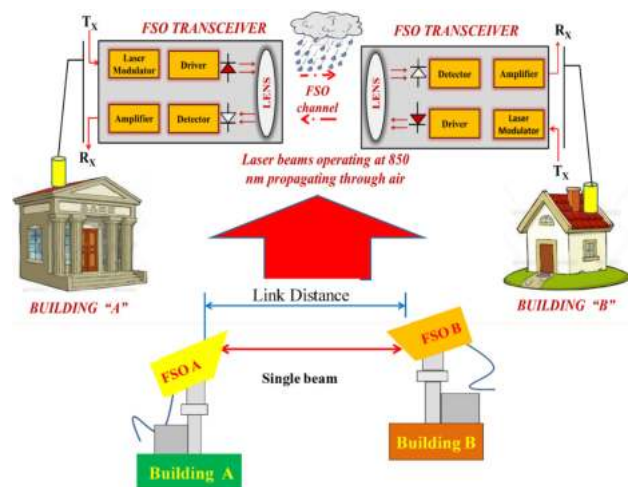 FSO TRANSCEIVER
FSO TRANSCEIVER
TX
RX
Laser
Modulator
Driver
LENS
Amplifier
Detector
RX
TX
FSO
channel
LENS
Detector
Amplifier
Driver
Laser
Modulator
Laser beams operating at 850
nm propagating through air
BANK
BUILDING "A"
BUILDING "B"
Link Distance
FSO A
FSO B
Single beam
Building A
Building B